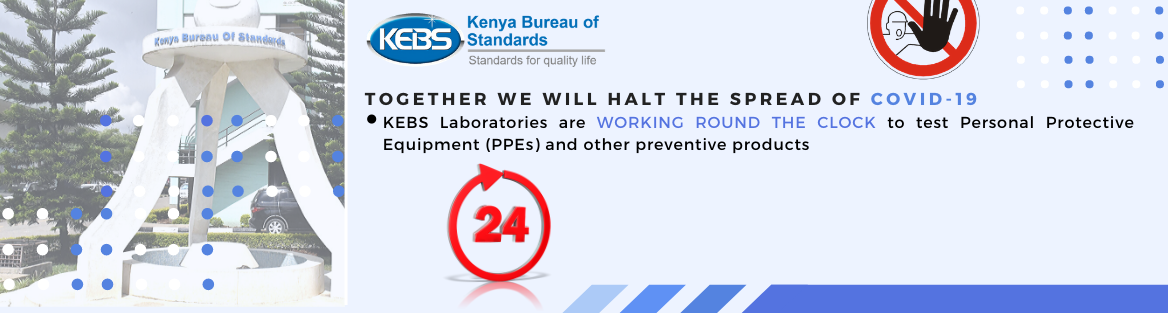 Kenya Bureau Of Standards
KEBS
Kenya Bureau of
Standards
Standards for quality life
TOGETHER WE WILL HALT THE SPREAD OF COVID-19
KEBS Laboratories are WORKING ROUND THE CLOCK to test Personal Protective
Equipment (PPEs) and other preventive products
24